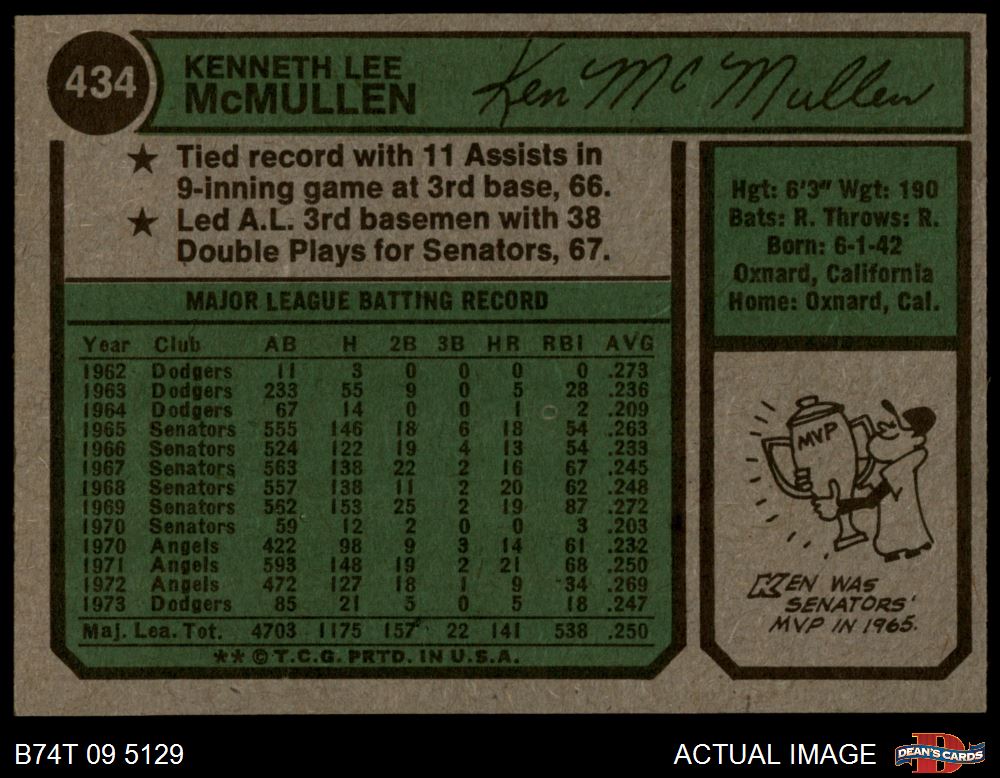 434
KENNETH LEE
McMULLEN
Ken McMullen
★ Tied record with 11 Assists in
9-inning game at 3rd base, 66.
★ Led A.L. 3rd basemen with 38
Double Plays for Senators, 67.
Hgt: 6'3" Wgt: 190
Bats: R. Throws: R.
Born: 6-1-42
Oxnard, California
Home: Oxnard, Cal.
MAJOR LEAGUE BATTING RECORD
Year Club AB H 2B 3B HR RBI AVG
1962 Dodgers 11 3 0 0 0 0 .273
1963 Dodgers 233 55 9 0 5 28 .236
1964 Dodgers 67 14 0 0 1 2 .209
1965 Senators 555 146 18 6 18 54 .263
1966 Senators 524 122 19 4 13 54 .233
1967 Senators 563 138 22 2 16 67 .245
1968 Senators 557 138 11 2 20 62 .248
1969 Senators 562 153 25 2 19 87 .272
1970 Senators 59 12 2 0 0 3 .203
1970 Angels 422 98 9 3 14 61 .232
1971 Angels 593 148 19 2 21 68 .250
1972 Angels 472 127 18 1 9 34 .269
1973 Dodgers 85 21 5 0 5 18 .247
Maj. Lea. Tot. 4703 1175 157 22 141 538 .250
** © T.C.G. PRTD. IN U.S.A.
MVP
KEN WAS
SENATORS'
MVP IN 1965.
B74T 09 5129
ACTUAL IMAGE
DEAN'S CARDS